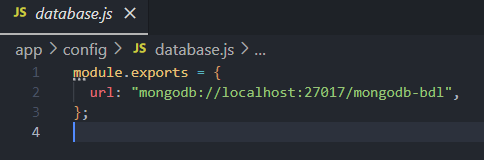 JS database.js ×
app > config > JS database.js > ...
1 module.exports = {
2 url: "mongodb://localhost:27017/mongodb-bdl",
3 };
4